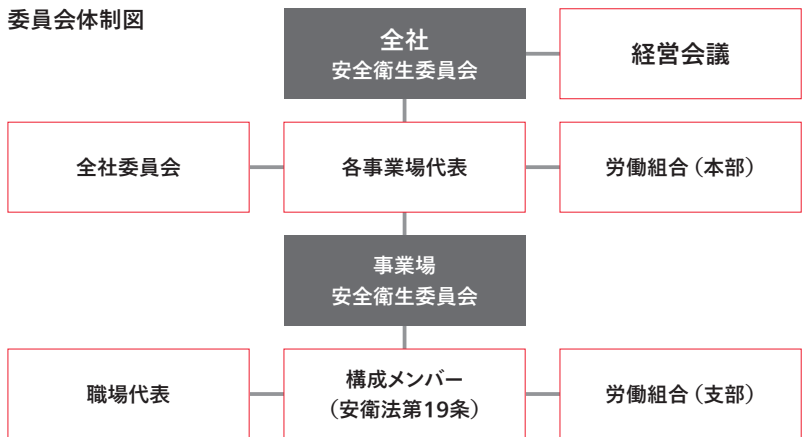 委員会体制図
全社
安全衛生委員会
経営会議
全社委員会
各事業場代表
労働組合（本部）
事業場
安全衛生委員会
職場代表
構成メンバー
（安衛法第19条）
労働組合（支部）